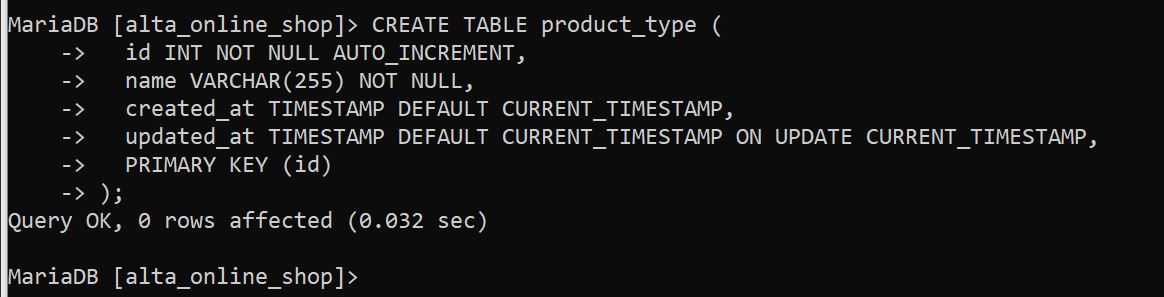 MariaDB [alta_online_shop]> CREATE TABLE product_type (
    ->   id INT NOT NULL AUTO_INCREMENT,
    ->   name VARCHAR(255) NOT NULL,
    ->   created_at TIMESTAMP DEFAULT CURRENT_TIMESTAMP,
    ->   updated_at TIMESTAMP DEFAULT CURRENT_TIMESTAMP ON UPDATE CURRENT_TIMESTAMP,
    ->   PRIMARY KEY (id)
    -> );
Query OK, 0 rows affected (0.032 sec)
MariaDB [alta_online_shop]>